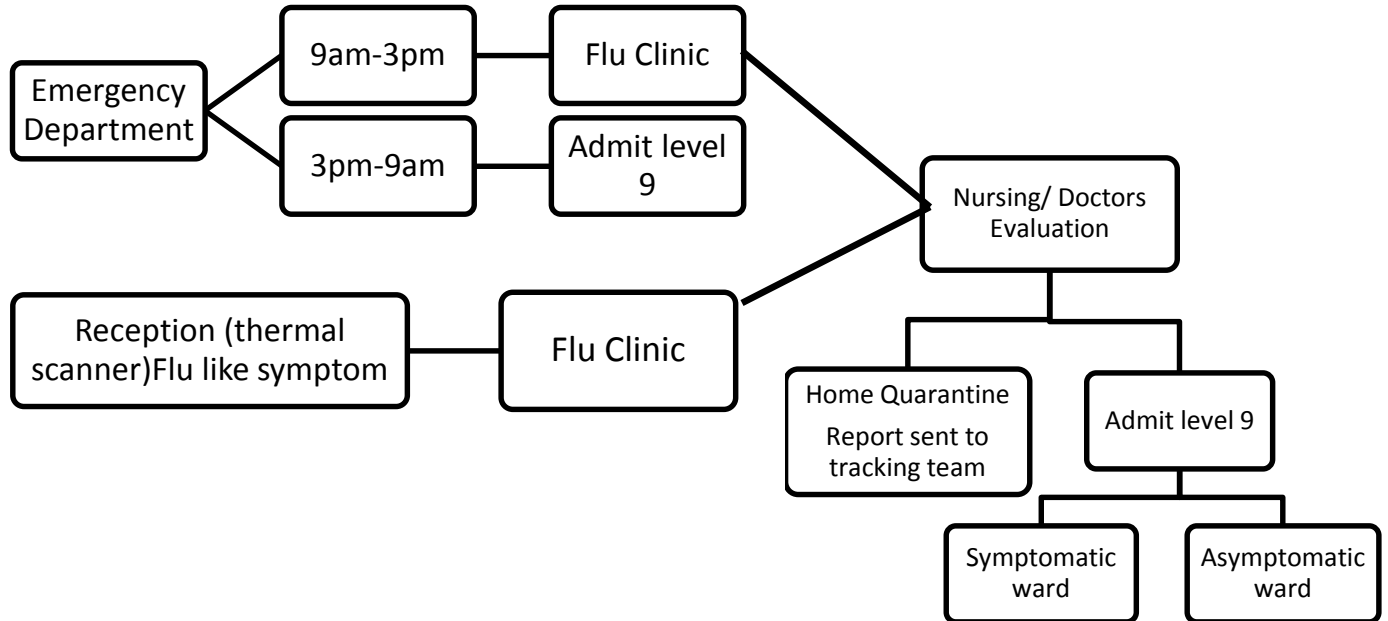 9am-3pm
Flu Clinic
Emergency
Department
3pm-9am
Admit level
9
Nursing/ Doctors
Evaluation
Reception (thermal
scanner)Flu like symptom
Flu Clinic
Home Quarantine
Report sent to
tracking team
Admit level 9
Symptomatic
ward
Asymptomatic
ward